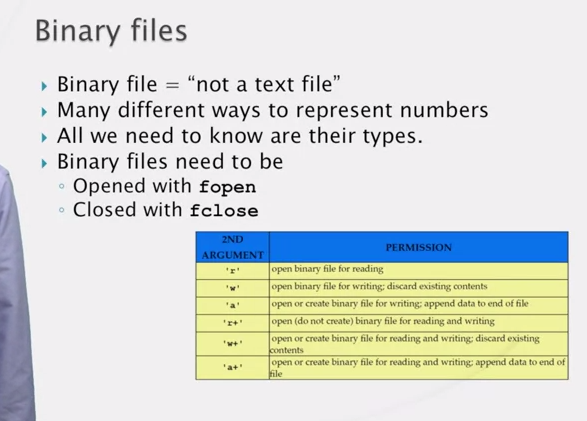 Binary files
Binary file = “not a text file”
Many different ways to represent numbers
All we need to know are their types.
Binary files need to be
Opened with fopen
Closed with fclose
2ND
ARGUMENT
PERMISSION
'r' open binary file for reading
'w' open binary file for writing; discard existing contents
'a' open or create binary file for writing; append data to end of file
'r+' open (do not create) binary file for reading and writing
'w+' open or create binary file for reading and writing; discard existing
contents
'a+' open or create binary file for reading and writing; append data to end of
file